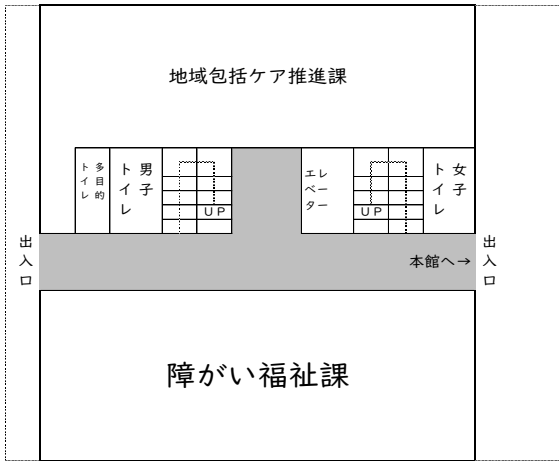 地域包括ケア推進課
多目的
トイレ
男子
トイレ
UP
エレ
ベー
ター
UP
女子
トイレ
出入口
本館へ→
出入口
障がい福祉課